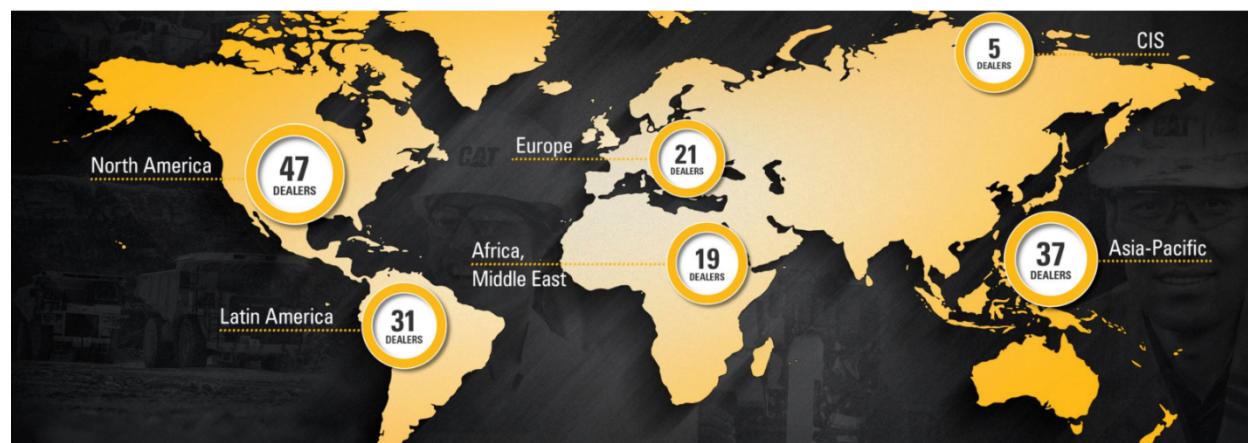 5
DEALERS
CIS
Europe
21
DEALERS
North America
47
DEALERS
CAT
CAT
Africa,
Middle East
19
DEALERS
37
DEALERS
Asia-Pacific
Latin America
31
DEALERS